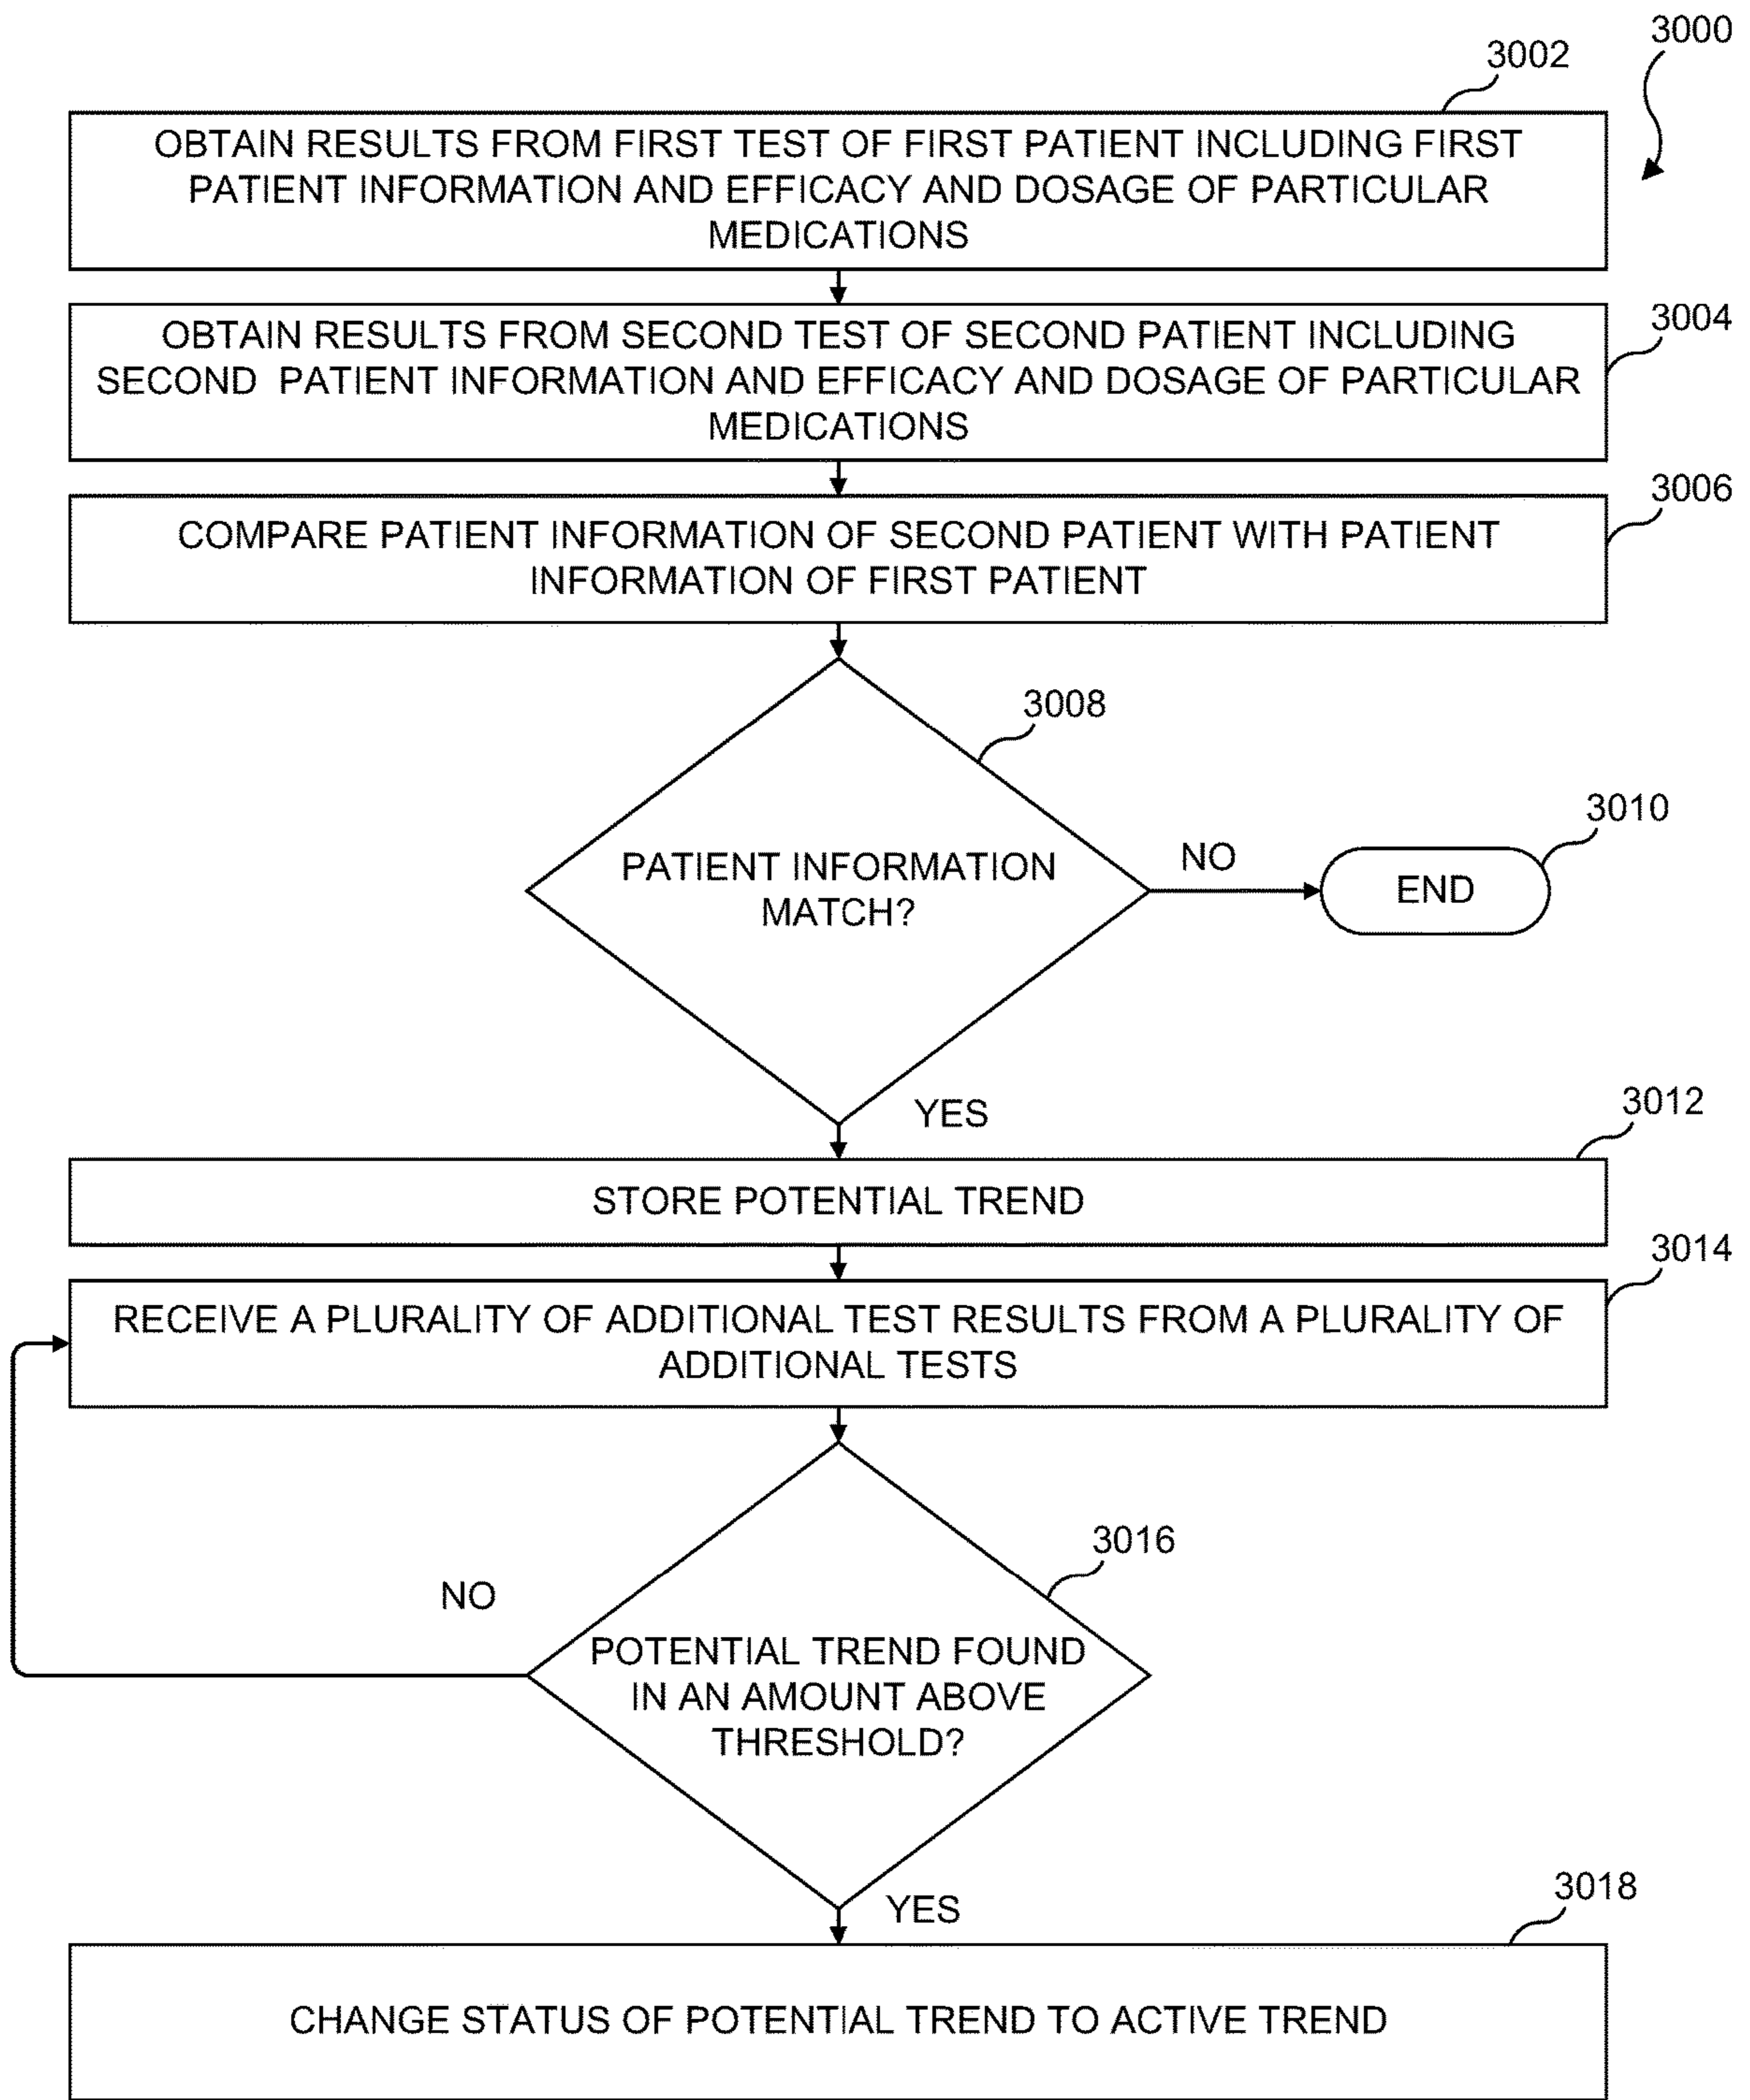 3000
3002
OBTAIN RESULTS FROM FIRST TEST OF FIRST PATIENT INCLUDING FIRST
PATIENT INFORMATION AND EFFICACY AND DOSAGE OF PARTICULAR
MEDICATIONS
3004
OBTAIN RESULTS FROM SECOND TEST OF SECOND PATIENT INCLUDING
SECOND PATIENT INFORMATION AND EFFICACY AND DOSAGE OF PARTICULAR
MEDICATIONS
3006
COMPARE PATIENT INFORMATION OF SECOND PATIENT WITH PATIENT
INFORMATION OF FIRST PATIENT
3008
PATIENT INFORMATION
MATCH?
NO
3010
END
YES
3012
STORE POTENTIAL TREND
3014
RECEIVE A PLURALITY OF ADDITIONAL TEST RESULTS FROM A PLURALITY OF
ADDITIONAL TESTS
3016
NO
POTENTIAL TREND FOUND
IN AN AMOUNT ABOVE
THRESHOLD?
YES
3018
CHANGE STATUS OF POTENTIAL TREND TO ACTIVE TREND